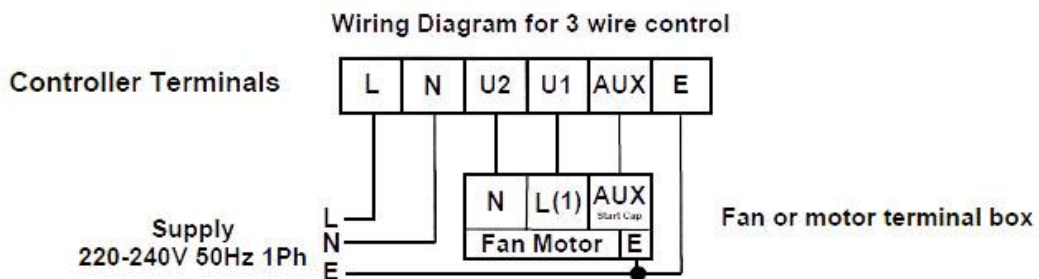 Wiring Diagram for 3 wire control
Controller Terminals
L N U2 U1 AUX E
N L(1) AUX
Start Cap
Fan Motor E
Fan or motor terminal box
Supply
220-240V 50Hz 1Ph
L
N
E